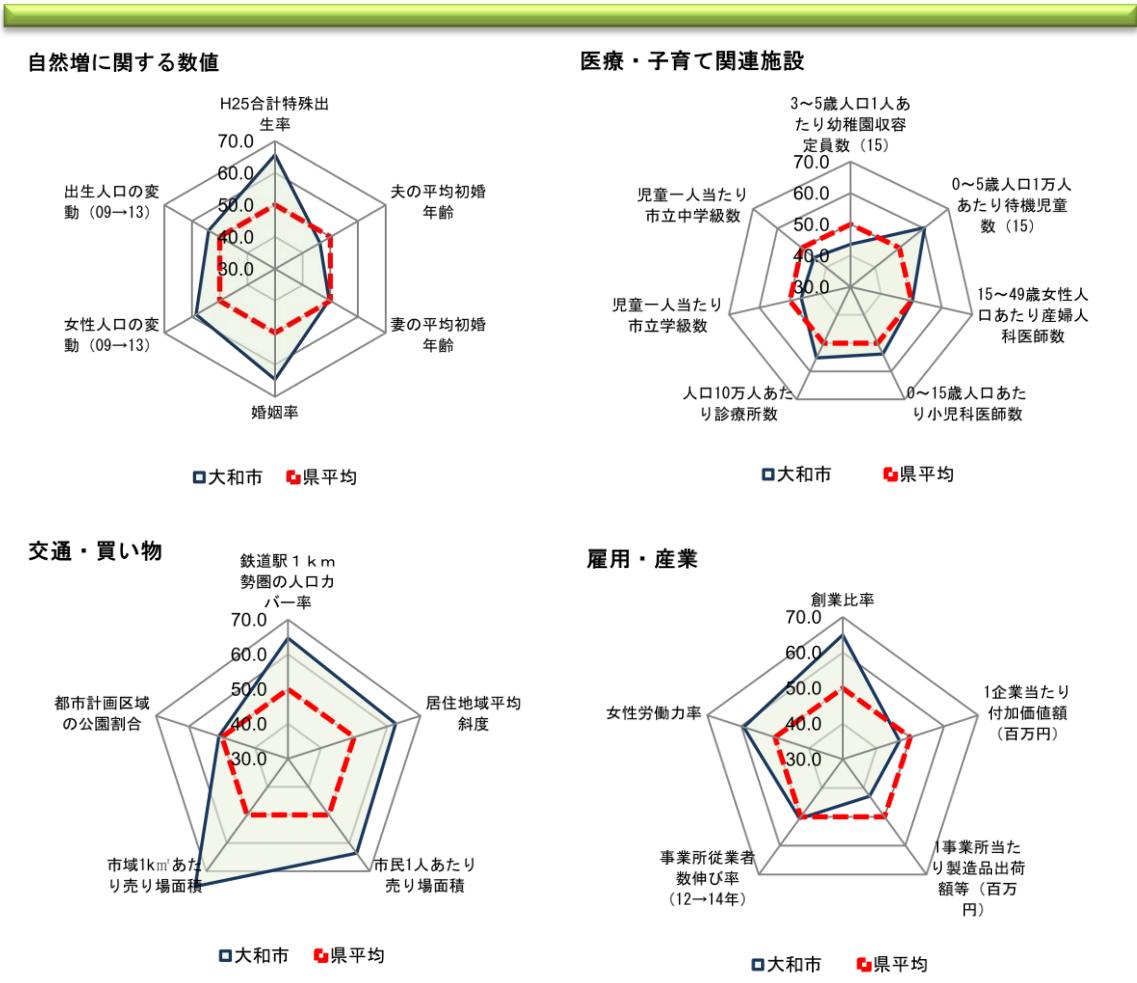 自然増に関する数値
H25合計特殊出
生率
70.0
60.0
50.0
40.0
30.0
夫の平均初婚
年齢
妻の平均初婚
年齢
婚姻率
女性人口の変
動（09→13）
出生人口の変
動（09→13）
大和市
県平均
医療・子育て関連施設
3～5歳人口1人あ
たり幼稚園収容
定員数（15）
70.0
60.0
50.0
40.0
30.0
0～5歳人口1万人
あたり待機児童
数（15）
15～49歳女性人
口あたり産婦人
科医師数
0～15歳人口あた
り小児科医師数
人口10万人あた
り診療所数
児童一人当たり
市立学級数
児童一人当たり
市立中学級数
大和市
県平均
交通・買い物
鉄道駅１ｋｍ
勢圏の人口カ
バー率
70.0
60.0
50.0
40.0
30.0
居住地域平均
斜度
市民1人あたり
売り場面積
市域1k㎡あた
り売り場面積
都市計画区域
の公園割合
大和市
県平均
雇用・産業
創業比率
70.0
60.0
50.0
40.0
30.0
1企業当たり
付加価値額
（百万円）
1事業所当た
り製造品出荷
額等（百万
円）
事業所従業者
数伸び率
（12→14年）
女性労働力率
大和市
県平均